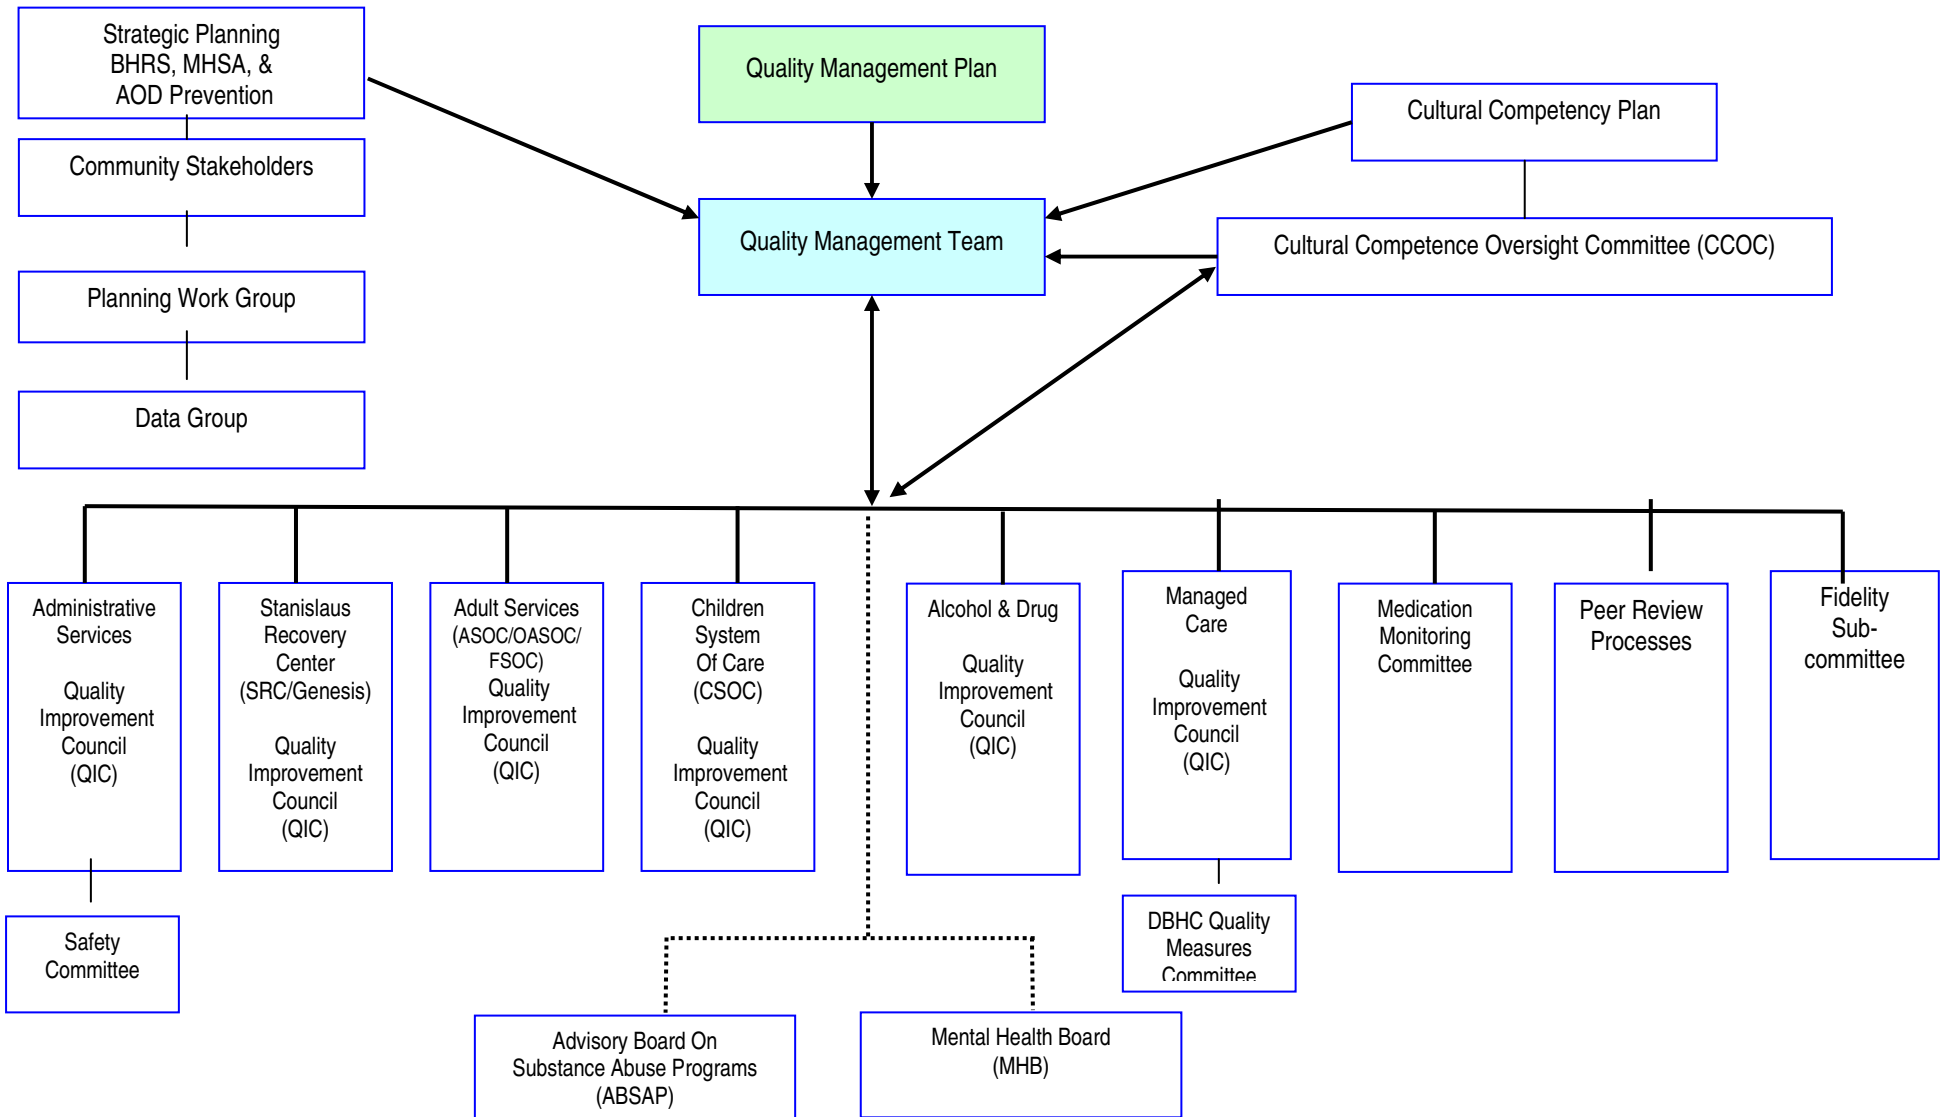 Strategic Planning
BHRS, MHSA, &
AOD Prevention
Quality Management Plan
Cultural Competency Plan
Community Stakeholders
Quality Management Team
Cultural Competence Oversight Committee (CCOC)
Planning Work Group
Data Group
Administrative
Services
Quality
Improvement
Council
(QIC)
Stanislaus
Recovery
Center
(SRC/Genesis)
Quality
Improvement
Council
(QIC)
Adult Services
(ASOC/OASOC/
FSOC)
Quality
Improvement
Council
(QIC)
Children
System
Of Care
(CSOC)
Quality
Improvement
Council
(QIC)
Alcohol & Drug
Quality
Improvement
Council
(QIC)
Managed
Care
Quality
Improvement
Council
(QIC)
Medication
Monitoring
Committee
Peer Review
Processes
Fidelity
Sub-
committee
Safety
Committee
DBHC Quality
Measures
Committee
Advisory Board On
Substance Abuse Programs
(ABSAP)
Mental Health Board
(MHB)